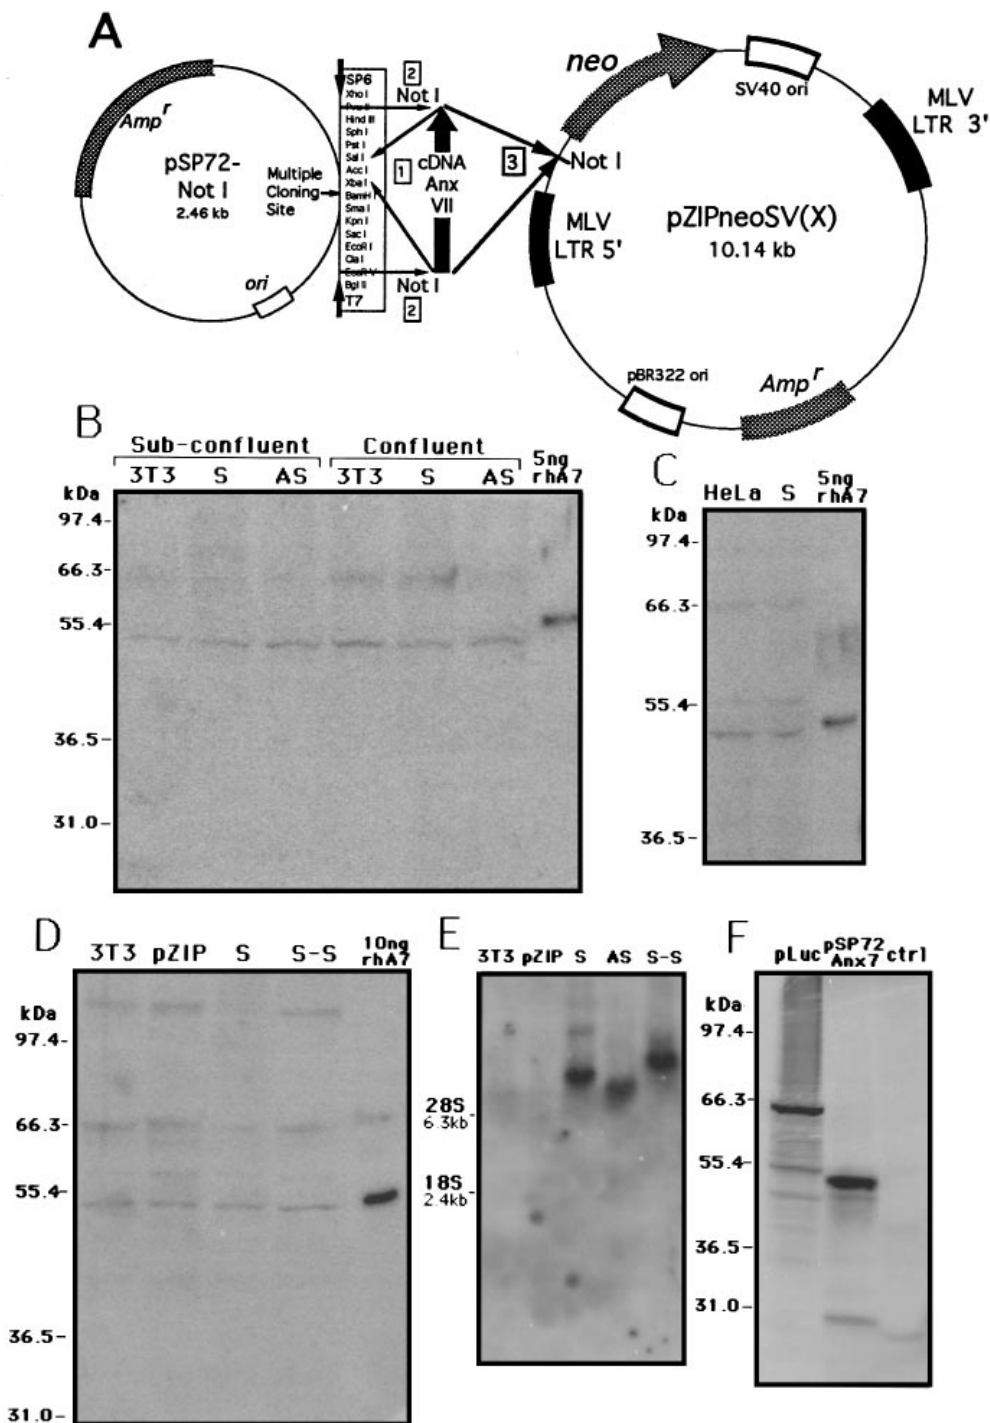 A
Amp r
pSP72-
Not I
2.46 kb
ori
Multiple
Cloning
Site
SP6
Xho I
Hind III
Sph I
Pst I
Sal I
Acc I
Xba I
BamH I
Sma I
Kpn I
Sac I
EcoR I
Cla I
EcoR V
Bgl II
T7
2
Not I
1
cDNA
Anx
VII
Not I
2
3
Not I
neo
SV40 ori
MLV
LTR 3'
MLV
LTR 5'
pZIPneoSV(X)
10.14 kb
pBR322 ori
Amp r
B
Sub-confluent Confluent
3T3 S AS 3T3 S AS 5ng
rhA7
kDa
97.4-
66.3-
55.4-
36.5-
31.0-
C
HeLa S 5ng
rhA7
kDa
97.4-
66.3-
55.4-
36.5-
D
3T3 pZIP S S-S 10ng
rhA7
kDa
97.4-
66.3-
55.4-
36.5-
31.0-
E
3T3 pZIP S AS S-S
28S
6.3kb
18S
2.4kb
F
pLuc pSP72
Anx7 ctrl
kDa
97.4-
66.3-
55.4-
36.5-
31.0-